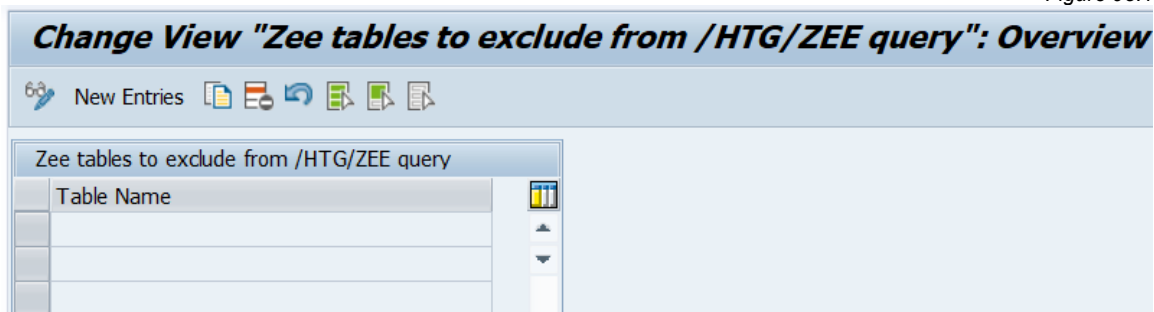 Change View "Zee tables to exclude from /HTG/ZEE query": Overview
New Entries
Zee tables to exclude from /HTG/ZEE query
Table Name